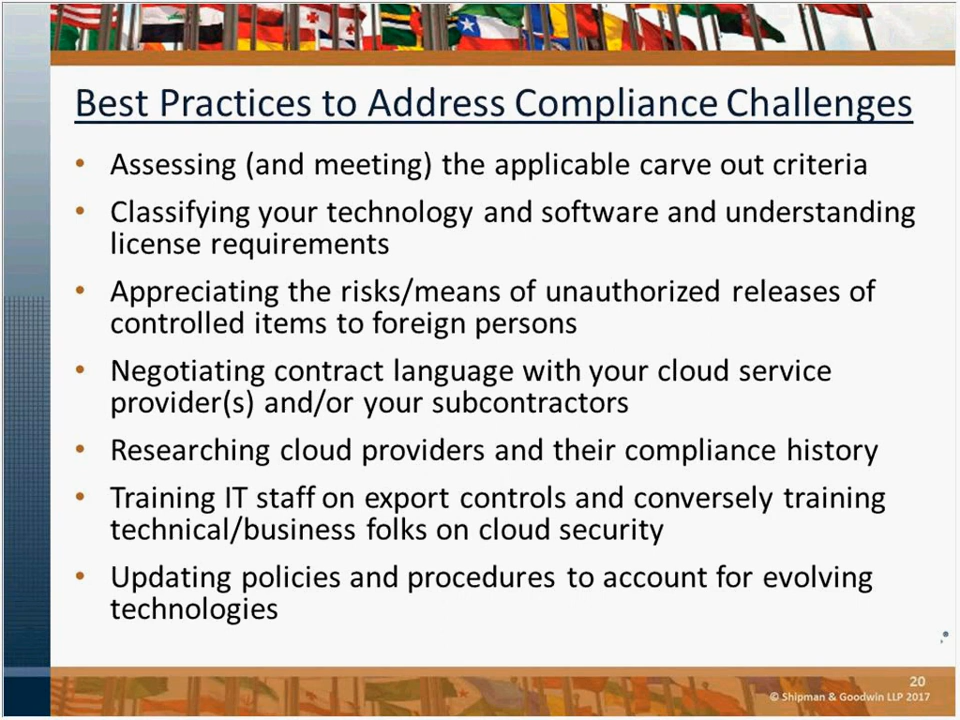 Best Practices to Address Compliance Challenges
• Assessing (and meeting) the applicable carve out criteria
• Classifying your technology and software and understanding
license requirements
• Appreciating the risks/means of unauthorized releases of
controlled items to foreign persons
• Negotiating contract language with your cloud service
provider(s) and/or your subcontractors
• Researching cloud providers and their compliance history
• Training IT staff on export controls and conversely training
technical/business folks on cloud security
• Updating policies and procedures to account for evolving
technologies
20
© Shipman & Goodwin LLP 2017